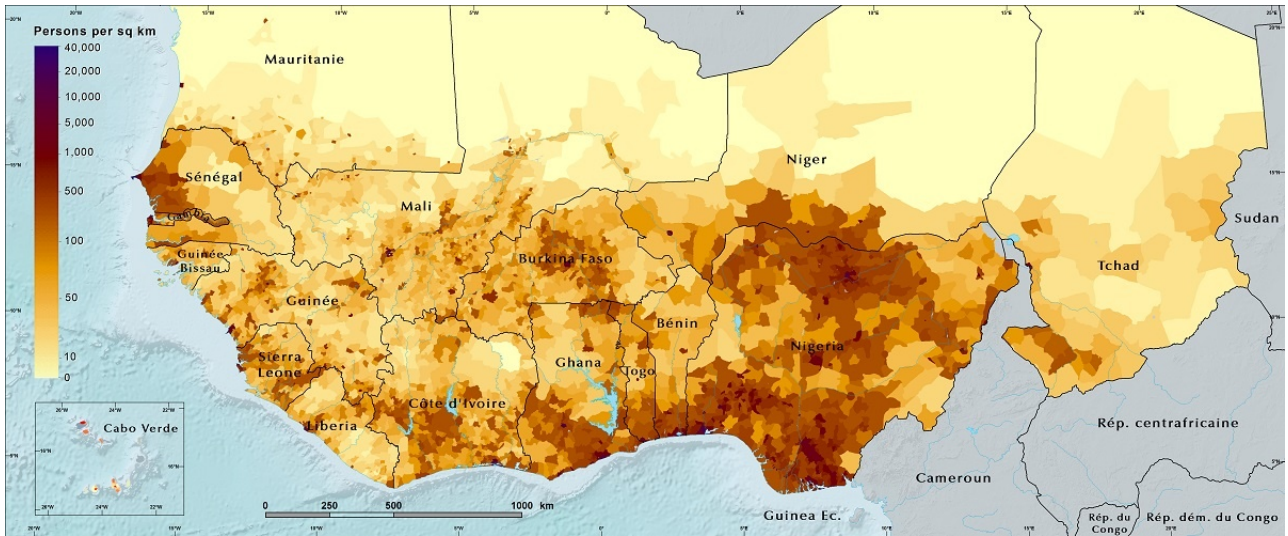 Persons per sq km
40,000
20,000
10,000
5,000
1,000
500
100
50
10
0
Mauritanie
Mali
Niger
Tchad
Sudan
Sénégal
Guinée
Bissau
Guinée
Sierra
Leone
Liberia
Côte d'Ivoire
Burkina Faso
Ghana
Togo
Bénin
Nigeria
Cameroun
Guinea Ec.
Rép. centrafricaine
Rép. du
Congo
Rép. dém. du Congo
Cabo Verde
0 250 500 1000 km